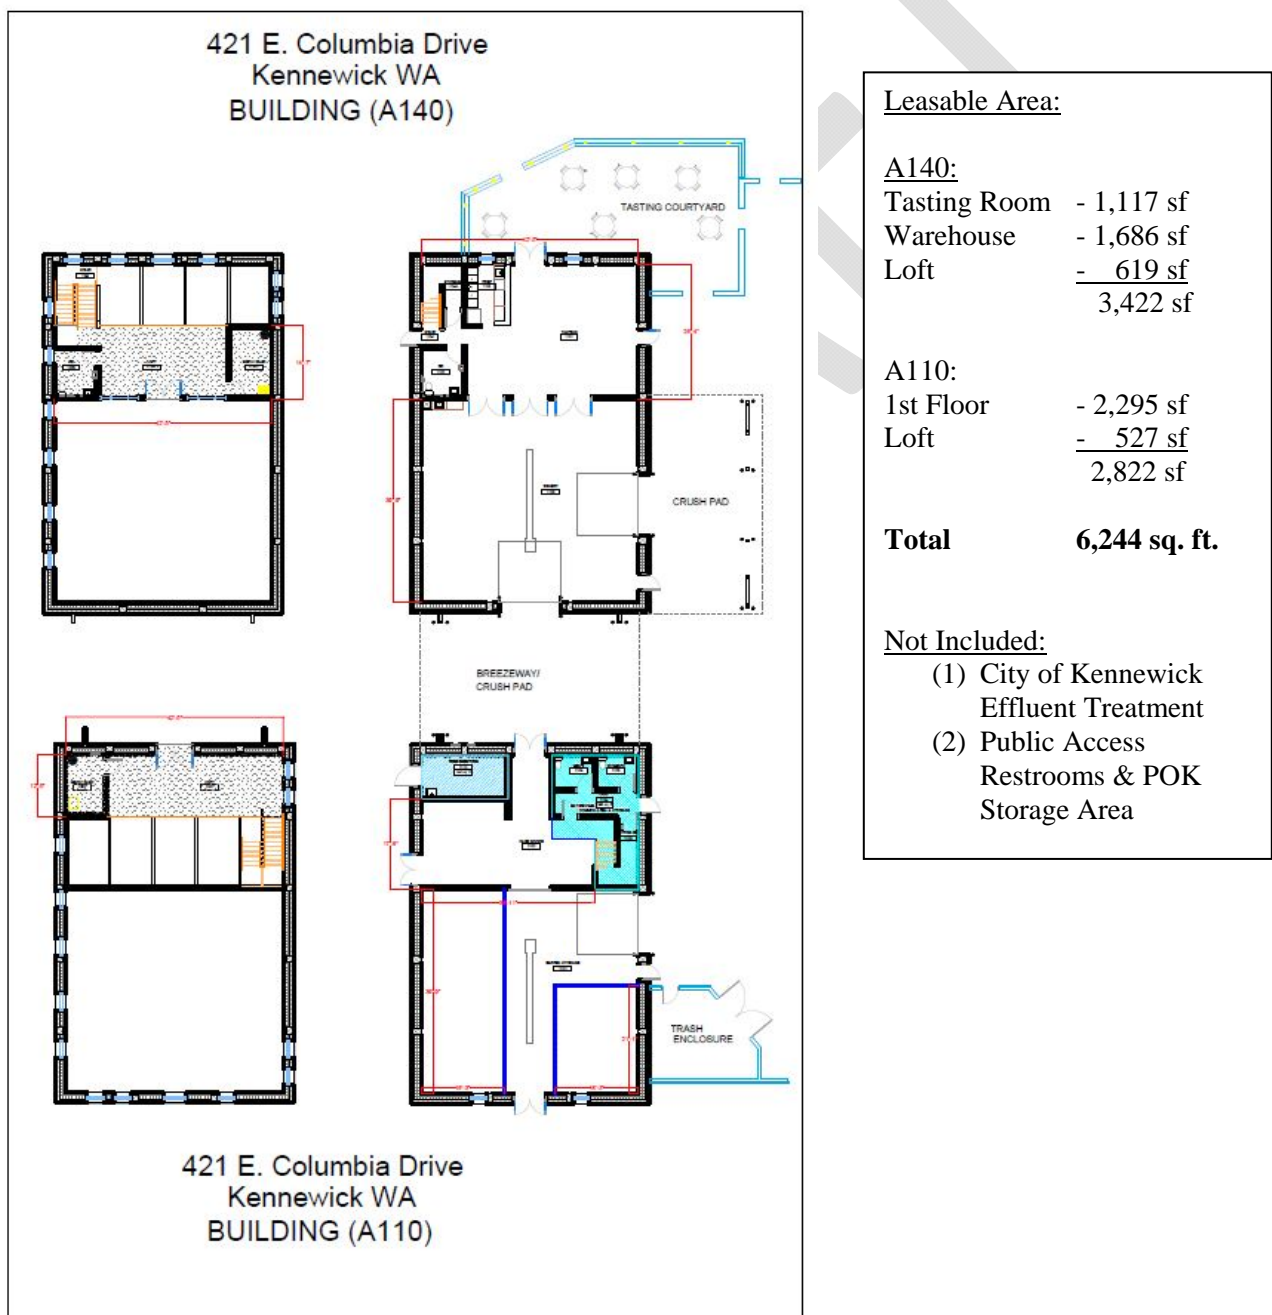 421 E. Columbia Drive
Kennewick WA
BUILDING (A140)
TASTING COURTYARD
CRUSH PAD
BREEZEWAY/
CRUSH PAD
TRASH
ENCLOSURE
421 E. Columbia Drive
Kennewick WA
BUILDING (A110)
Leasable Area:
A140:
Tasting Room - 1,117 sf
Warehouse - 1,686 sf
Loft - 619 sf
3,422 sf
A110:
1st Floor - 2,295 sf
Loft - 527 sf
2,822 sf
Total 6,244 sq. ft.
Not Included:
(1) City of Kennewick
Effluent Treatment
(2) Public Access
Restrooms & POK
Storage Area